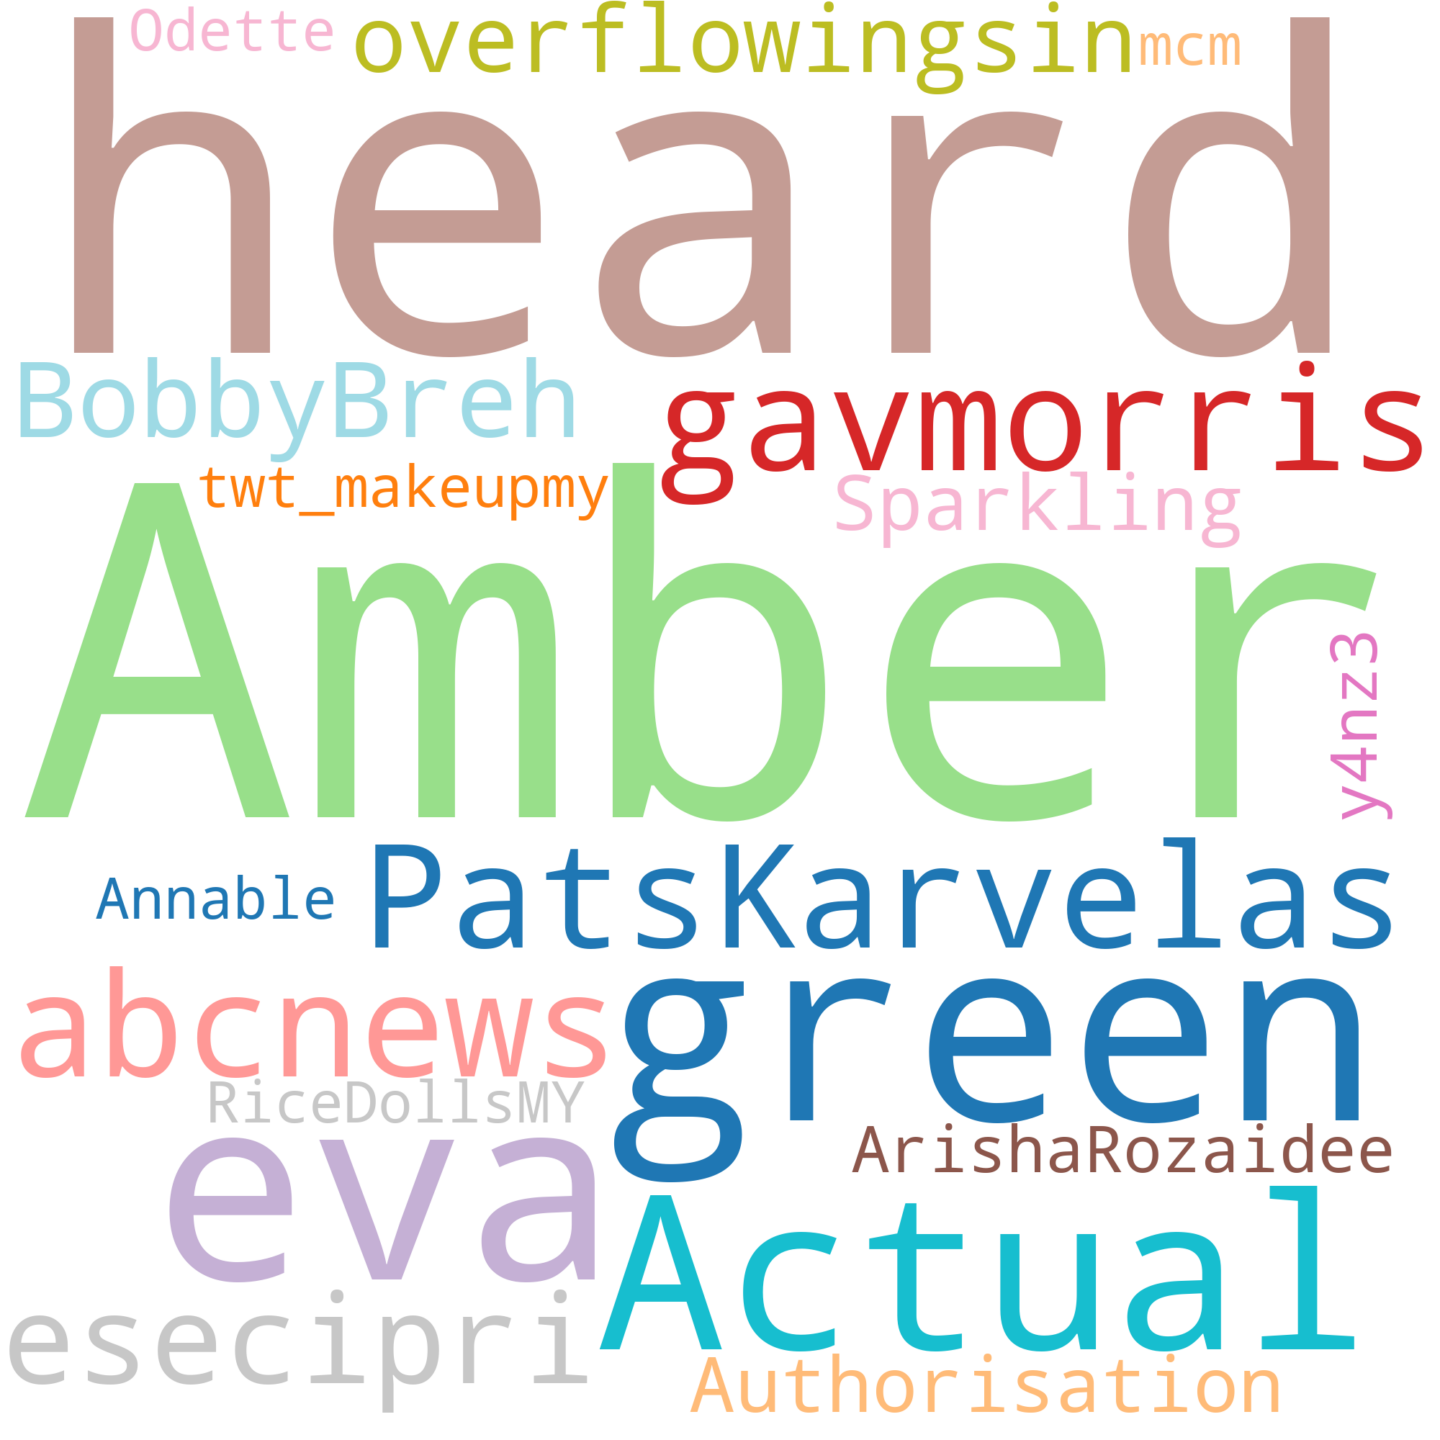 Odette overflowingsin mcm
heard
BobbyBreh gavmorris
twt_makeupmy Sparkling
Amber
y4nz3
Annable PatsKarvelas
abcnews green
RiceDollsMY
eva ArishaRozaidee
Actual
esecipri
Authorisation